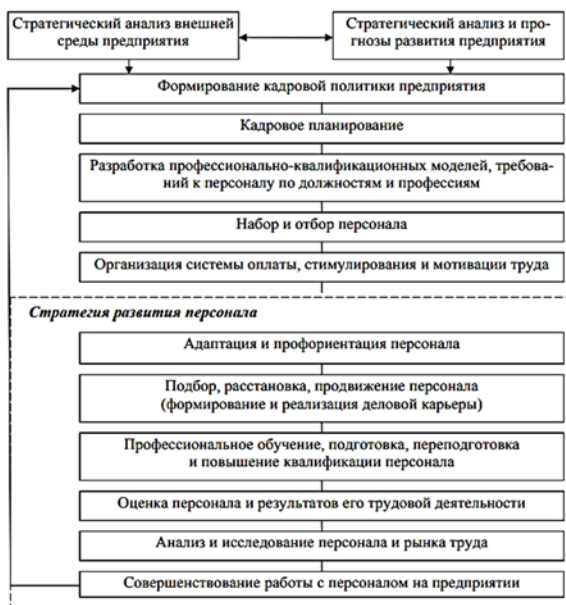 Стратегический анализ внешней
среды предприятия
Стратегический анализ и про-
гнозы развития предприятия
Формирование кадровой политики предприятия
Кадровое планирование
Разработка профессионально-квалификационных моделей, требова-
ний к персоналу по должностям и профессиям
Набор и отбор персонала
Организация системы оплаты, стимулирования и мотивации труда
Стратегия развития персонала
Адаптация и профориентация персонала
Подбор, расстановка, продвижение персонала
(формирование и реализация деловой карьеры)
Профессиональное обучение, подготовка, переподготовка
и повышение квалификации персонала
Оценка персонала и результатов его трудовой деятельности
Анализ и исследование персонала и рынка труда
Совершенствование работы с персоналом на предприятии